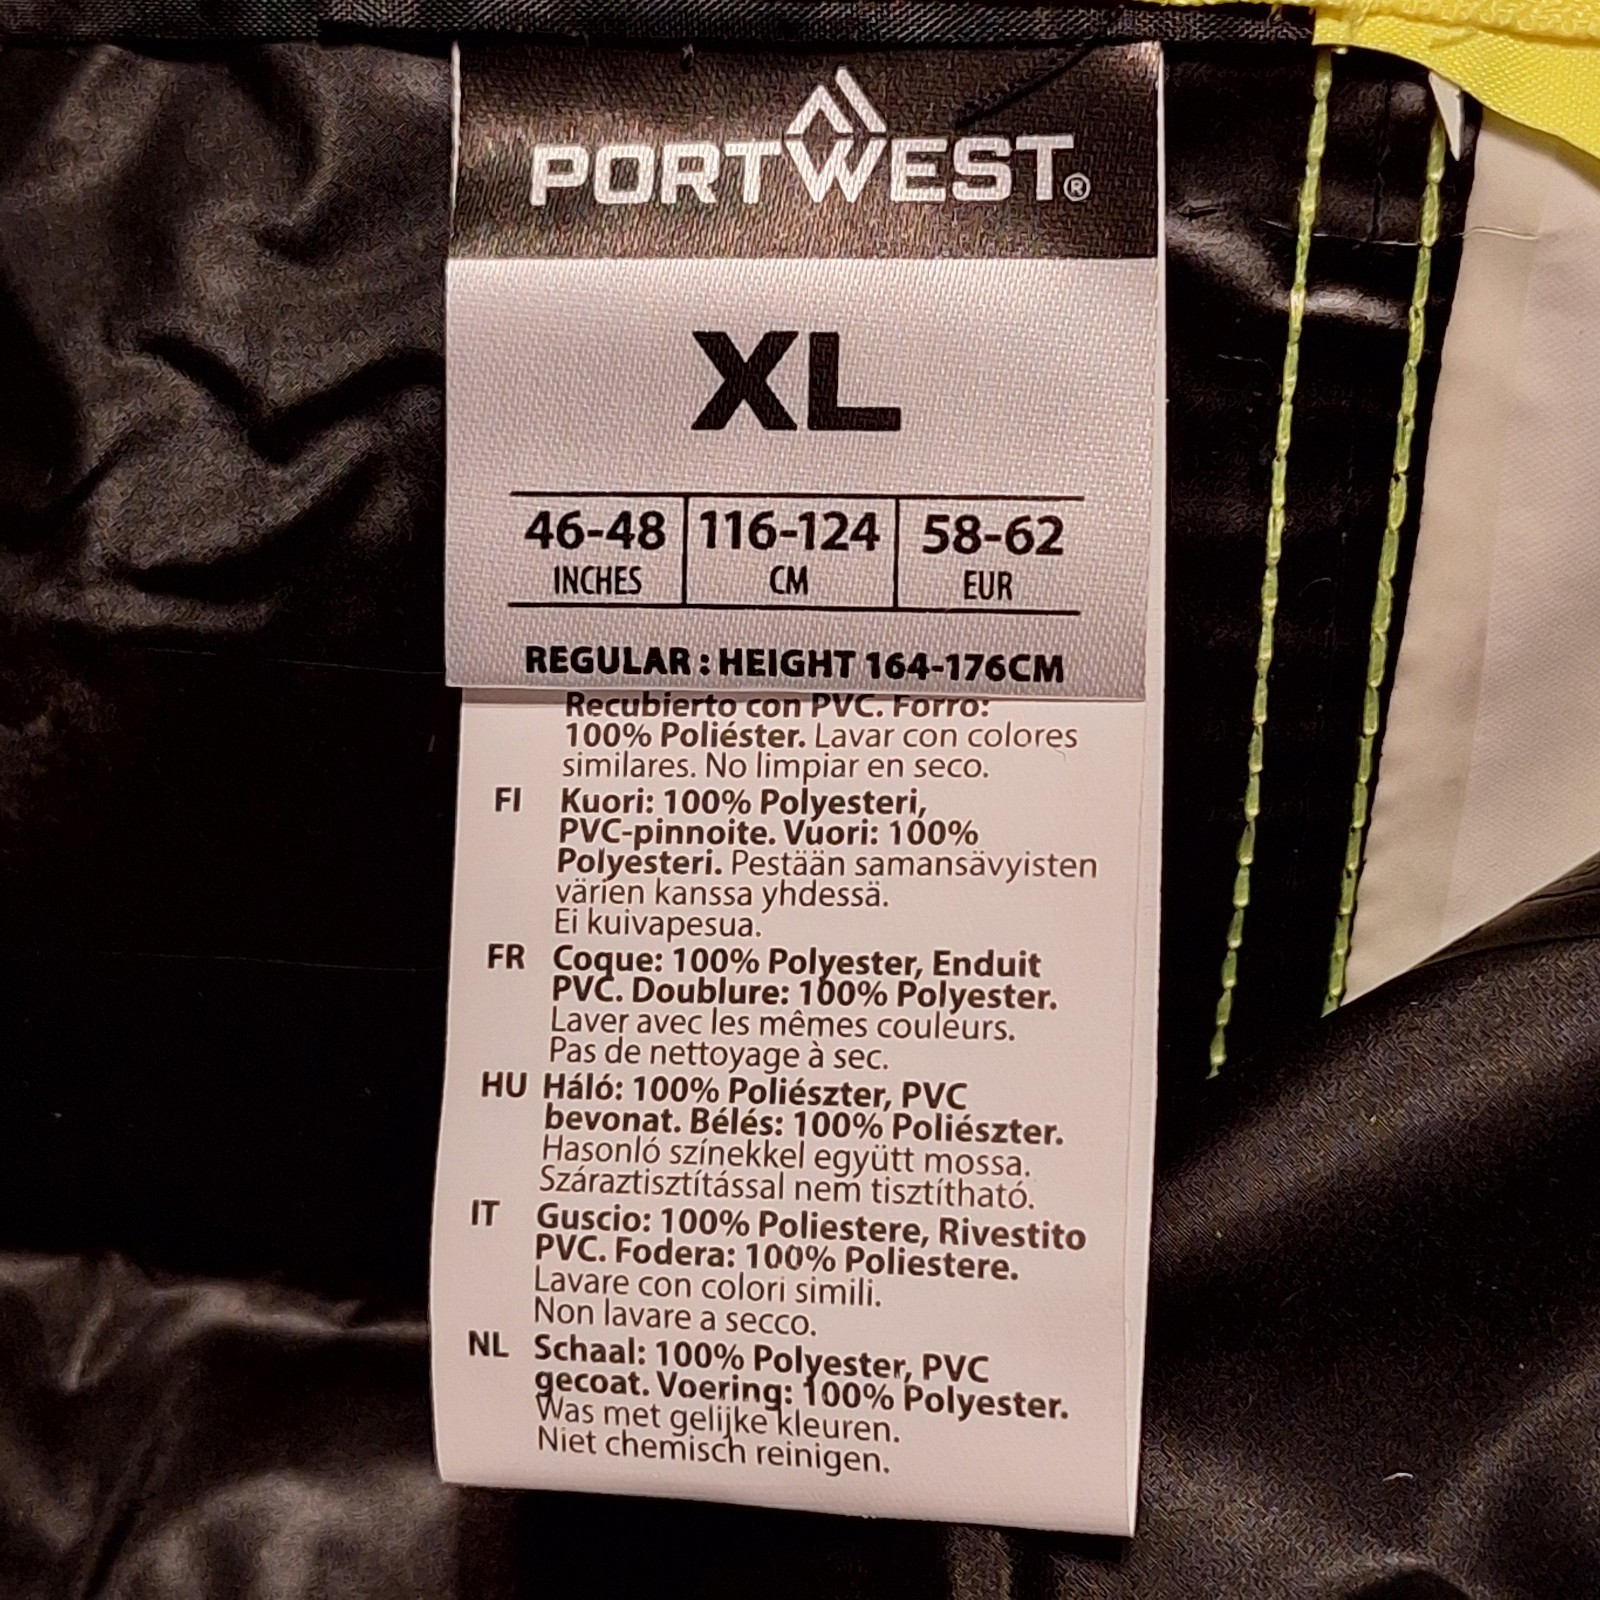 PORTWEST®
XL
46-48 116-124 58-62
INCHES CM EUR
REGULAR : HEIGHT 164-176CM
Recubierto con PVC. Forro:
100% Poliéster. Lavar con colores
similares. No limpiar en seco.
FI Kuori: 100% Polyesteri,
PVC-pinnoite. Vuori: 100%
Polyesteri. Pestään samansävyisten
värien kanssa yhdessä.
Ei kuivapesua.
FR Coque: 100% Polyester, Enduit
PVC. Doublure: 100% Polyester.
Laver avec les mêmes couleurs.
Pas de nettoyage à sec.
HU Háló: 100% Poliészter, PVC
bevonat. Bélés: 100% Poliészter.
Hasonló színekkel együtt mossa.
Száraztisztítással nem tisztítható.
IT Guscio: 100% Poliestere, Rivestito
PVC. Fodera: 100% Poliestere.
Lavare con colori simili.
Non lavare a secco.
NL Schaal: 100% Polyester, PVC
gecoat. Voering: 100% Polyester.
Was met gelijke kleuren.
Niet chemisch reinigen.